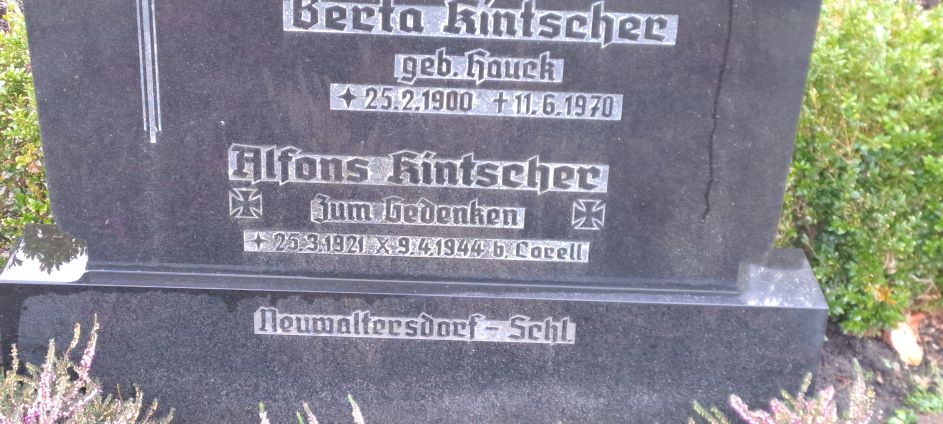 Berta Kintscher
geb. Hauck
✦ 25.2.1900 ✝ 11.6.1970
Alfons Kintscher
Zum Gedenken
✦ 25.3.1921 X 9.4.1944 b. Lorell
Neuwaltersdorf - Schl